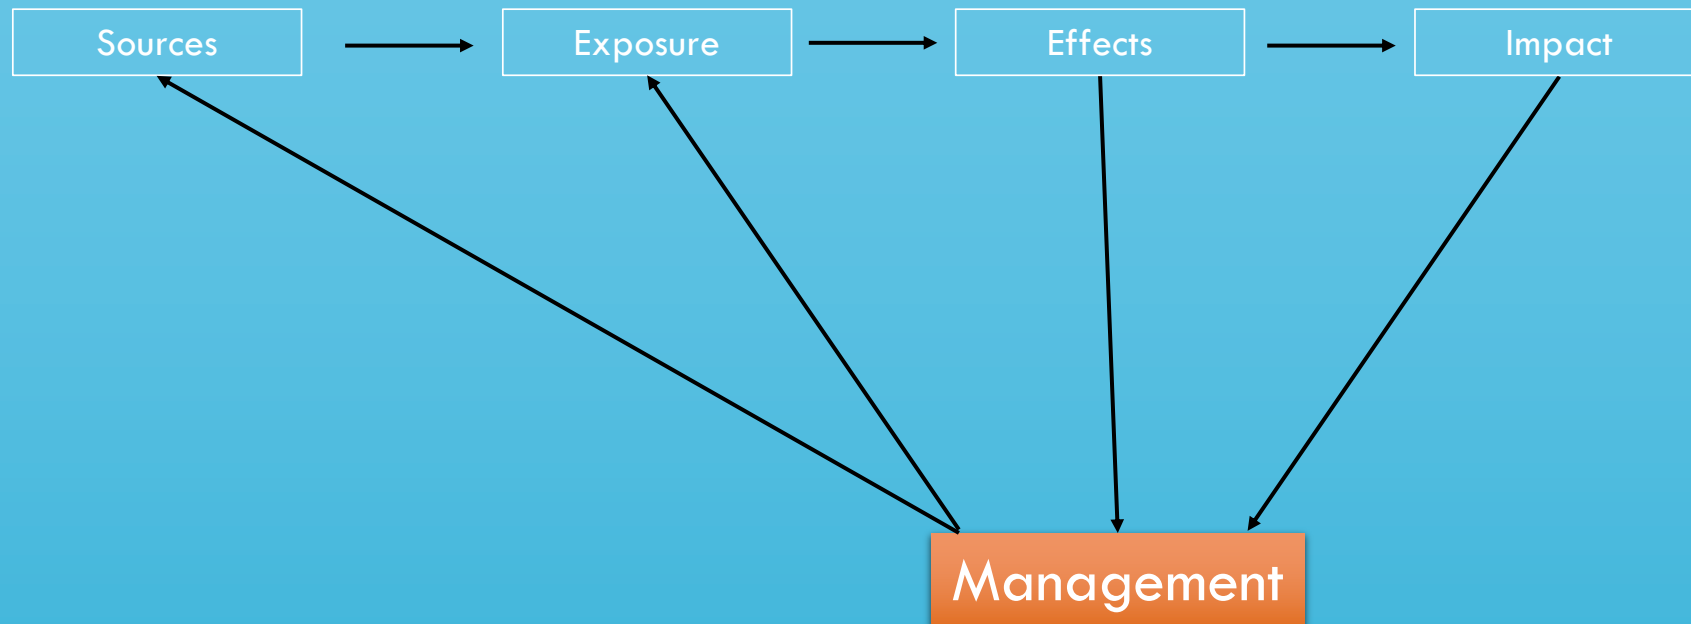 Sources
Exposure
Effects
Impact
Management